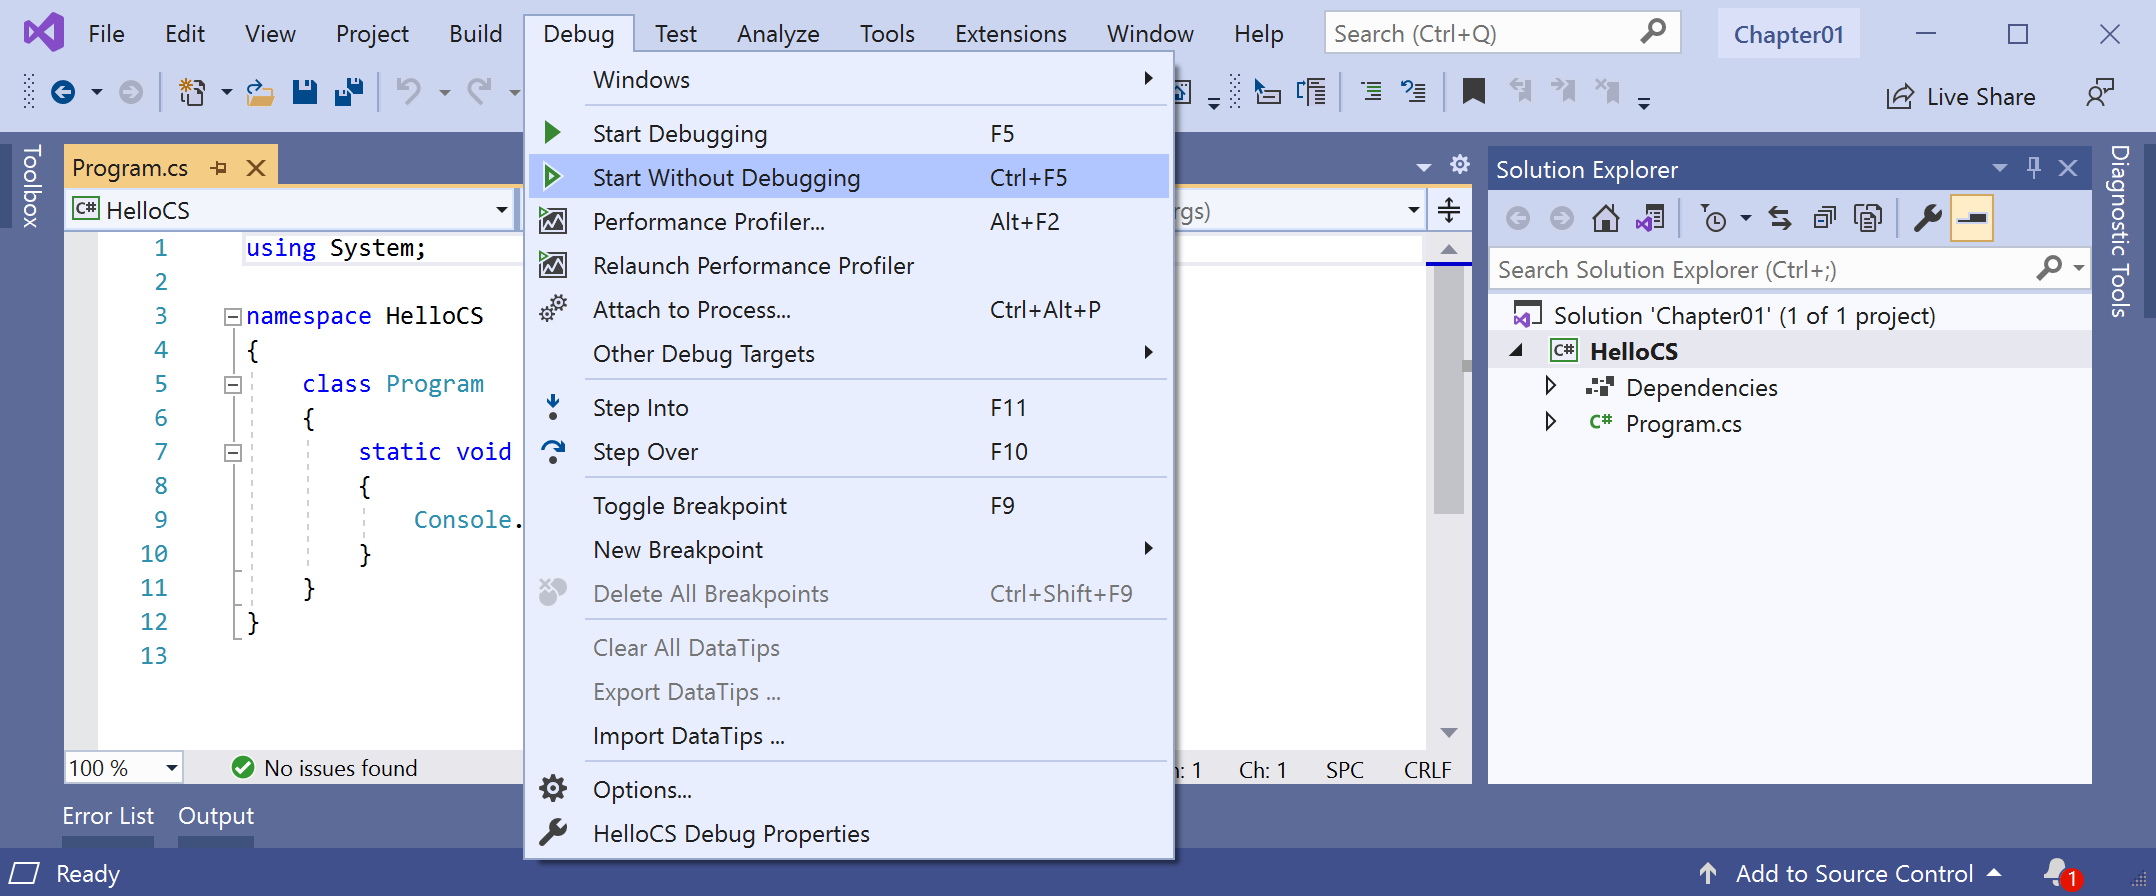 File Edit View Project Build Debug Test Analyze Tools Extensions Window Help Search (Ctrl+Q) Chapter01
Live Share
Toolbox
Program.cs
HelloCS
rgs)
1 using System;
2
3 namespace HelloCS
4 {
5 class Program
6 {
7 static void
8 {
9 Console.
10 }
11 }
12 }
13
100 % No issues found
: 1 Ch: 1 SPC CRLF
Windows
Start Debugging F5
Start Without Debugging Ctrl+F5
Performance Profiler... Alt+F2
Relaunch Performance Profiler
Attach to Process... Ctrl+Alt+P
Other Debug Targets
Step Into F11
Step Over F10
Toggle Breakpoint F9
New Breakpoint
Delete All Breakpoints Ctrl+Shift+F9
Clear All DataTips
Export DataTips ...
Import DataTips ...
Options...
HelloCS Debug Properties
Solution Explorer
Search Solution Explorer (Ctrl+;)
Solution 'Chapter01' (1 of 1 project)
C# HelloCS
Dependencies
C# Program.cs
Diagnostic Tools
Error List Output
Ready
Add to Source Control
1